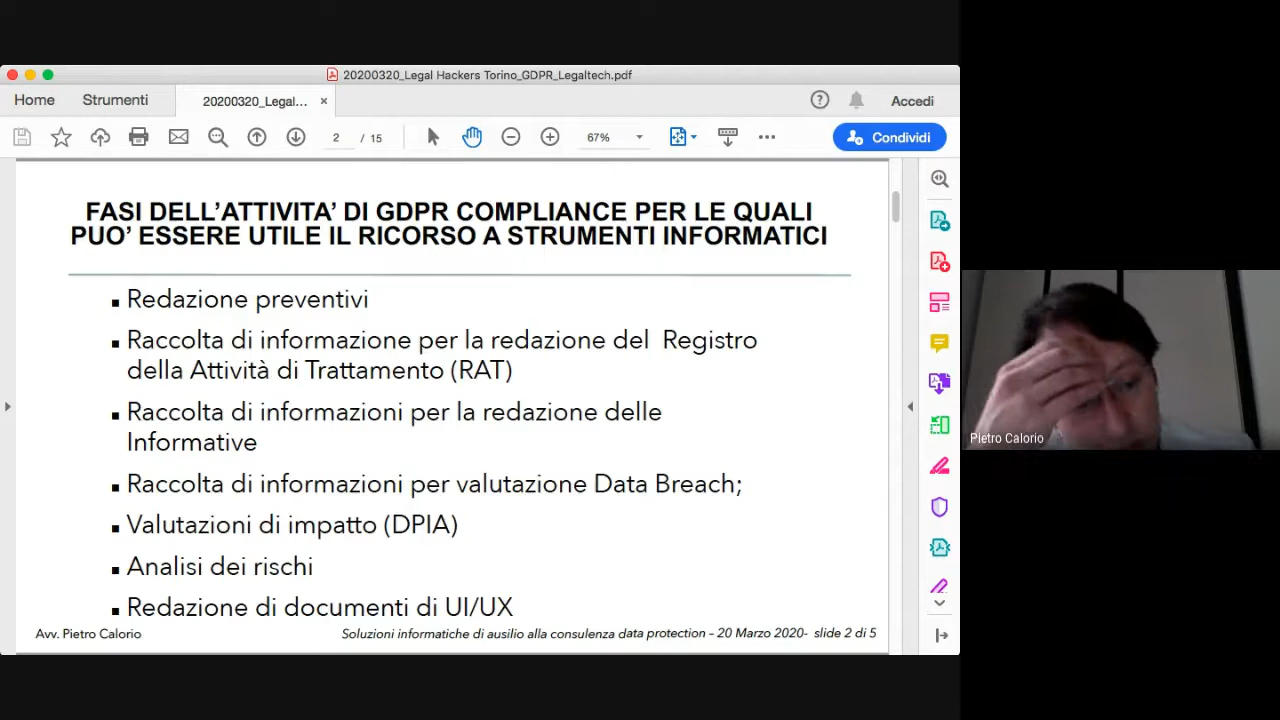 20200320_Legal Hackers Torino_GDPR_Legaltech.pdf
Home Strumenti 20200320_Legal... × Accedi
2 / 15 67% Condividi
FASI DELL’ATTIVITA’ DI GDPR COMPLIANCE PER LE QUALI
PUO’ ESSERE UTILE IL RICORSO A STRUMENTI INFORMATICI
▪ Redazione preventivi
▪ Raccolta di informazione per la redazione del Registro
della Attività di Trattamento (RAT)
▪ Raccolta di informazioni per la redazione delle
Informative
▪ Raccolta di informazioni per valutazione Data Breach;
▪ Valutazioni di impatto (DPIA)
▪ Analisi dei rischi
▪ Redazione di documenti di UI/UX
Avv. Pietro Calorio Soluzioni informatiche di ausilio alla consulenza data protection – 20 Marzo 2020- slide 2 di 5
Pietro Calorio